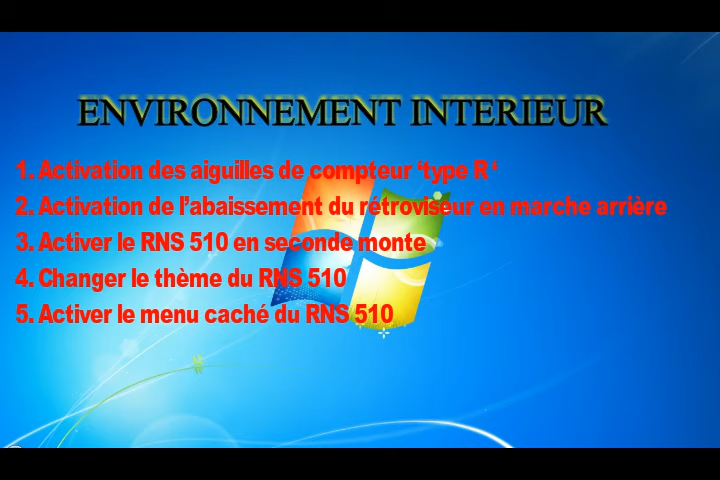 ENVIRONNEMENT INTERIEUR
1. Activation des aiguilles de compteur ‘type R ‘
2. Activation de l’abaissement du rétroviseur en marche arrière
3. Activer le RNS 510 en seconde monte
4. Changer le thème du RNS 510
5. Activer le menu caché du RNS 510